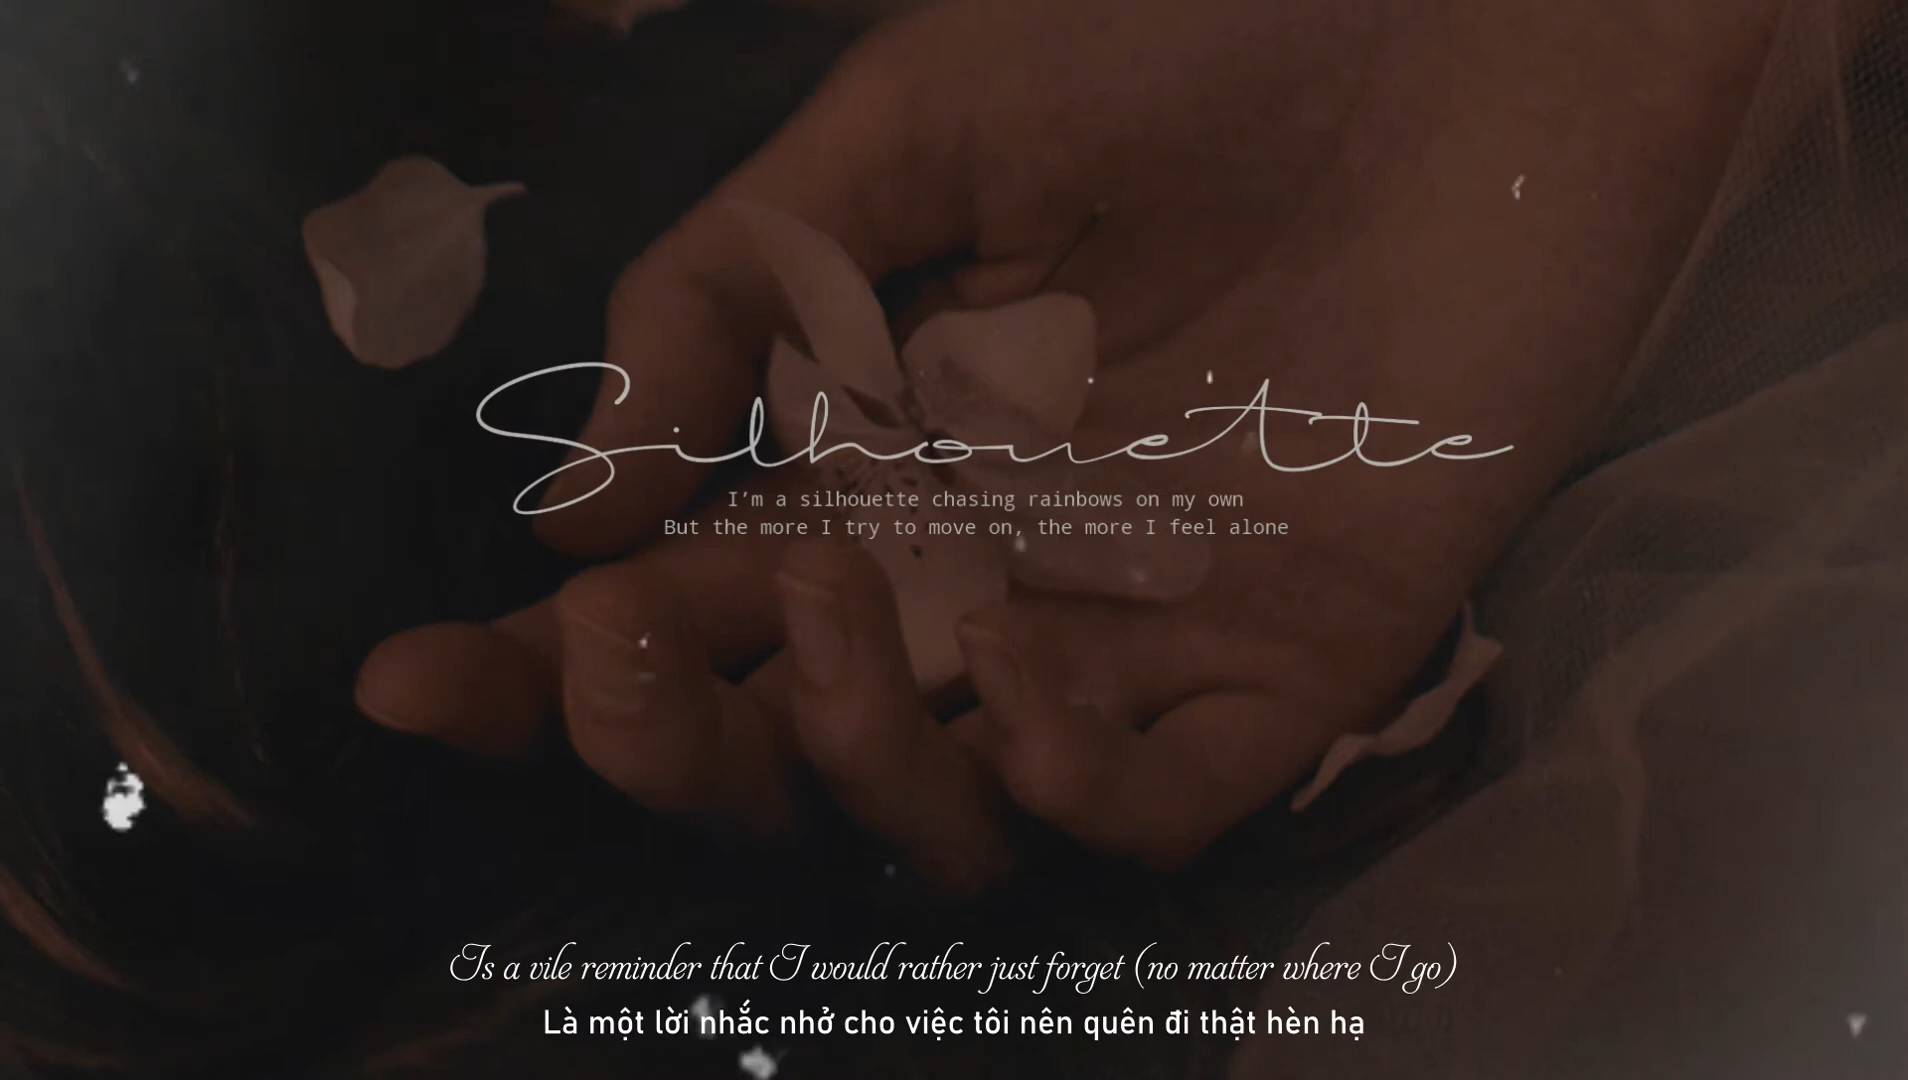 Silhouette
I’m a silhouette chasing rainbows on my own
But the more I try to move on, the more I feel alone
Is a vile reminder that I would rather just forget (no matter where I go)
Là một lời nhắc nhở cho việc tôi nên quên đi thật hèn hạ